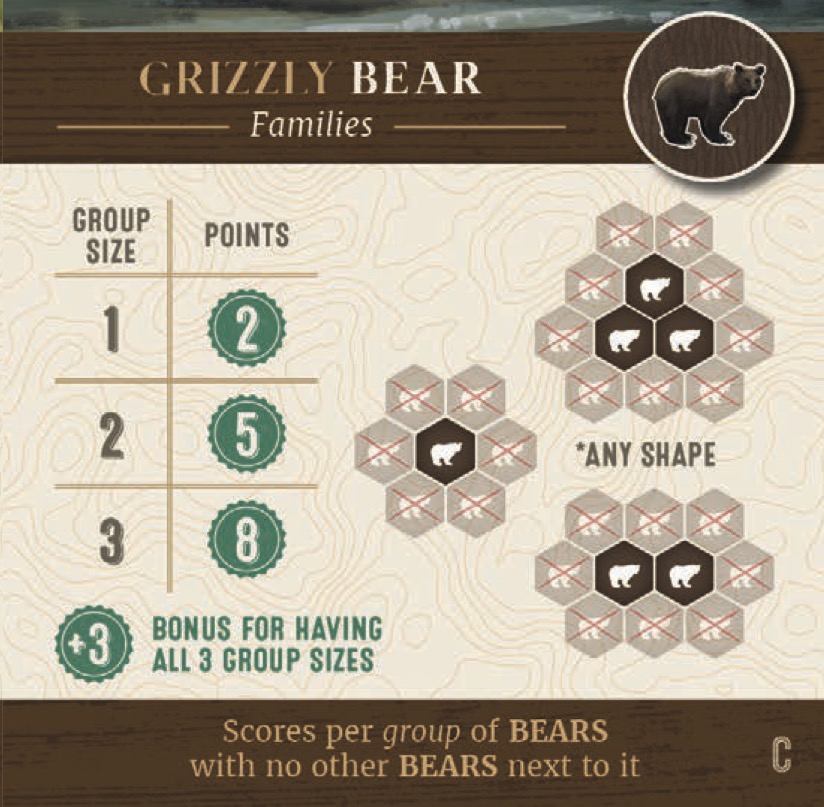 GRIZZLY BEAR
Families
GROUP SIZE
POINTS
1
2
2
5
3
8
*ANY SHAPE
+3
BONUS FOR HAVING
ALL 3 GROUP SIZES
Scores per group of BEARS
with no other BEARS next to it
C